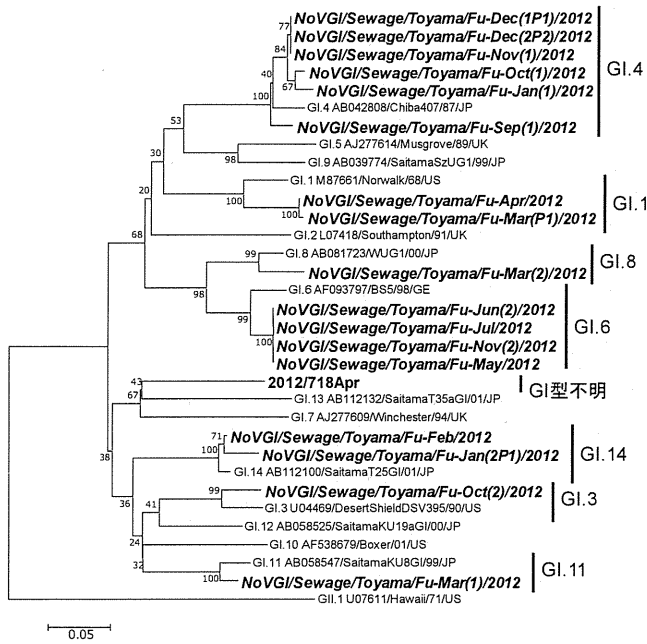 NoVGI/Sewage/Toyama/Fu-Dec(1P1)/2012
NoVGI/Sewage/Toyama/Fu-Dec(2P2)/2012
NoVGI/Sewage/Toyama/Fu-Nov(1)/2012
NoVGI/Sewage/Toyama/Fu-Oct(1)/2012
NoVGI/Sewage/Toyama/Fu-Jan(1)/2012
GI.4 AB042808/Chiba407/87/JP
NoVGI/Sewage/Toyama/Fu-Sep(1)/2012
GI.4
GI.5 AJ277614/Musgrove/89/UK
GI.9 AB039774/SaitamaSzUG1/99/JP
GI.1 M87661/Norwalk/68/US
NoVGI/Sewage/Toyama/Fu-Apr/2012
NoVGI/Sewage/Toyama/Fu-Mar(P1)/2012
GI.1
GI.2 L07418/Southampton/91/UK
GI.8 AB081723/WUG1/00/JP
NoVGI/Sewage/Toyama/Fu-Mar(2)/2012
GI.8
GI.6 AF093797/BS5/98/GE
NoVGI/Sewage/Toyama/Fu-Jun(2)/2012
NoVGI/Sewage/Toyama/Fu-Jul/2012
NoVGI/Sewage/Toyama/Fu-Nov(2)/2012
NoVGI/Sewage/Toyama/Fu-May/2012
GI.6
2012/718Apr
GI型不明
GI.13 AB112132/SaitamaT35aGI/01/JP
GI.7 AJ277609/Winchester/94/UK
NoVGI/Sewage/Toyama/Fu-Feb/2012
NoVGI/Sewage/Toyama/Fu-Jan(2P1)/2012
GI.14 AB112100/SaitamaT25GI/01/JP
GI.14
NoVGI/Sewage/Toyama/Fu-Oct(2)/2012
GI.3 U04469/DesertShieldDSV395/90/US
GI.3
GI.12 AB058525/SaitamaKU19aGI/00/JP
GI.10 AF538679/Boxer/01/US
GI.11 AB058547/SaitamaKU8GI/99/JP
NoVGI/Sewage/Toyama/Fu-Mar(1)/2012
GI.11
GII.1 U07611/Hawaii/71/US
77
40
67
100
53
98
30
100
100
20
68
99
98
99
100
43
67
38
71
100
36
99
41
24
32
100
0.05